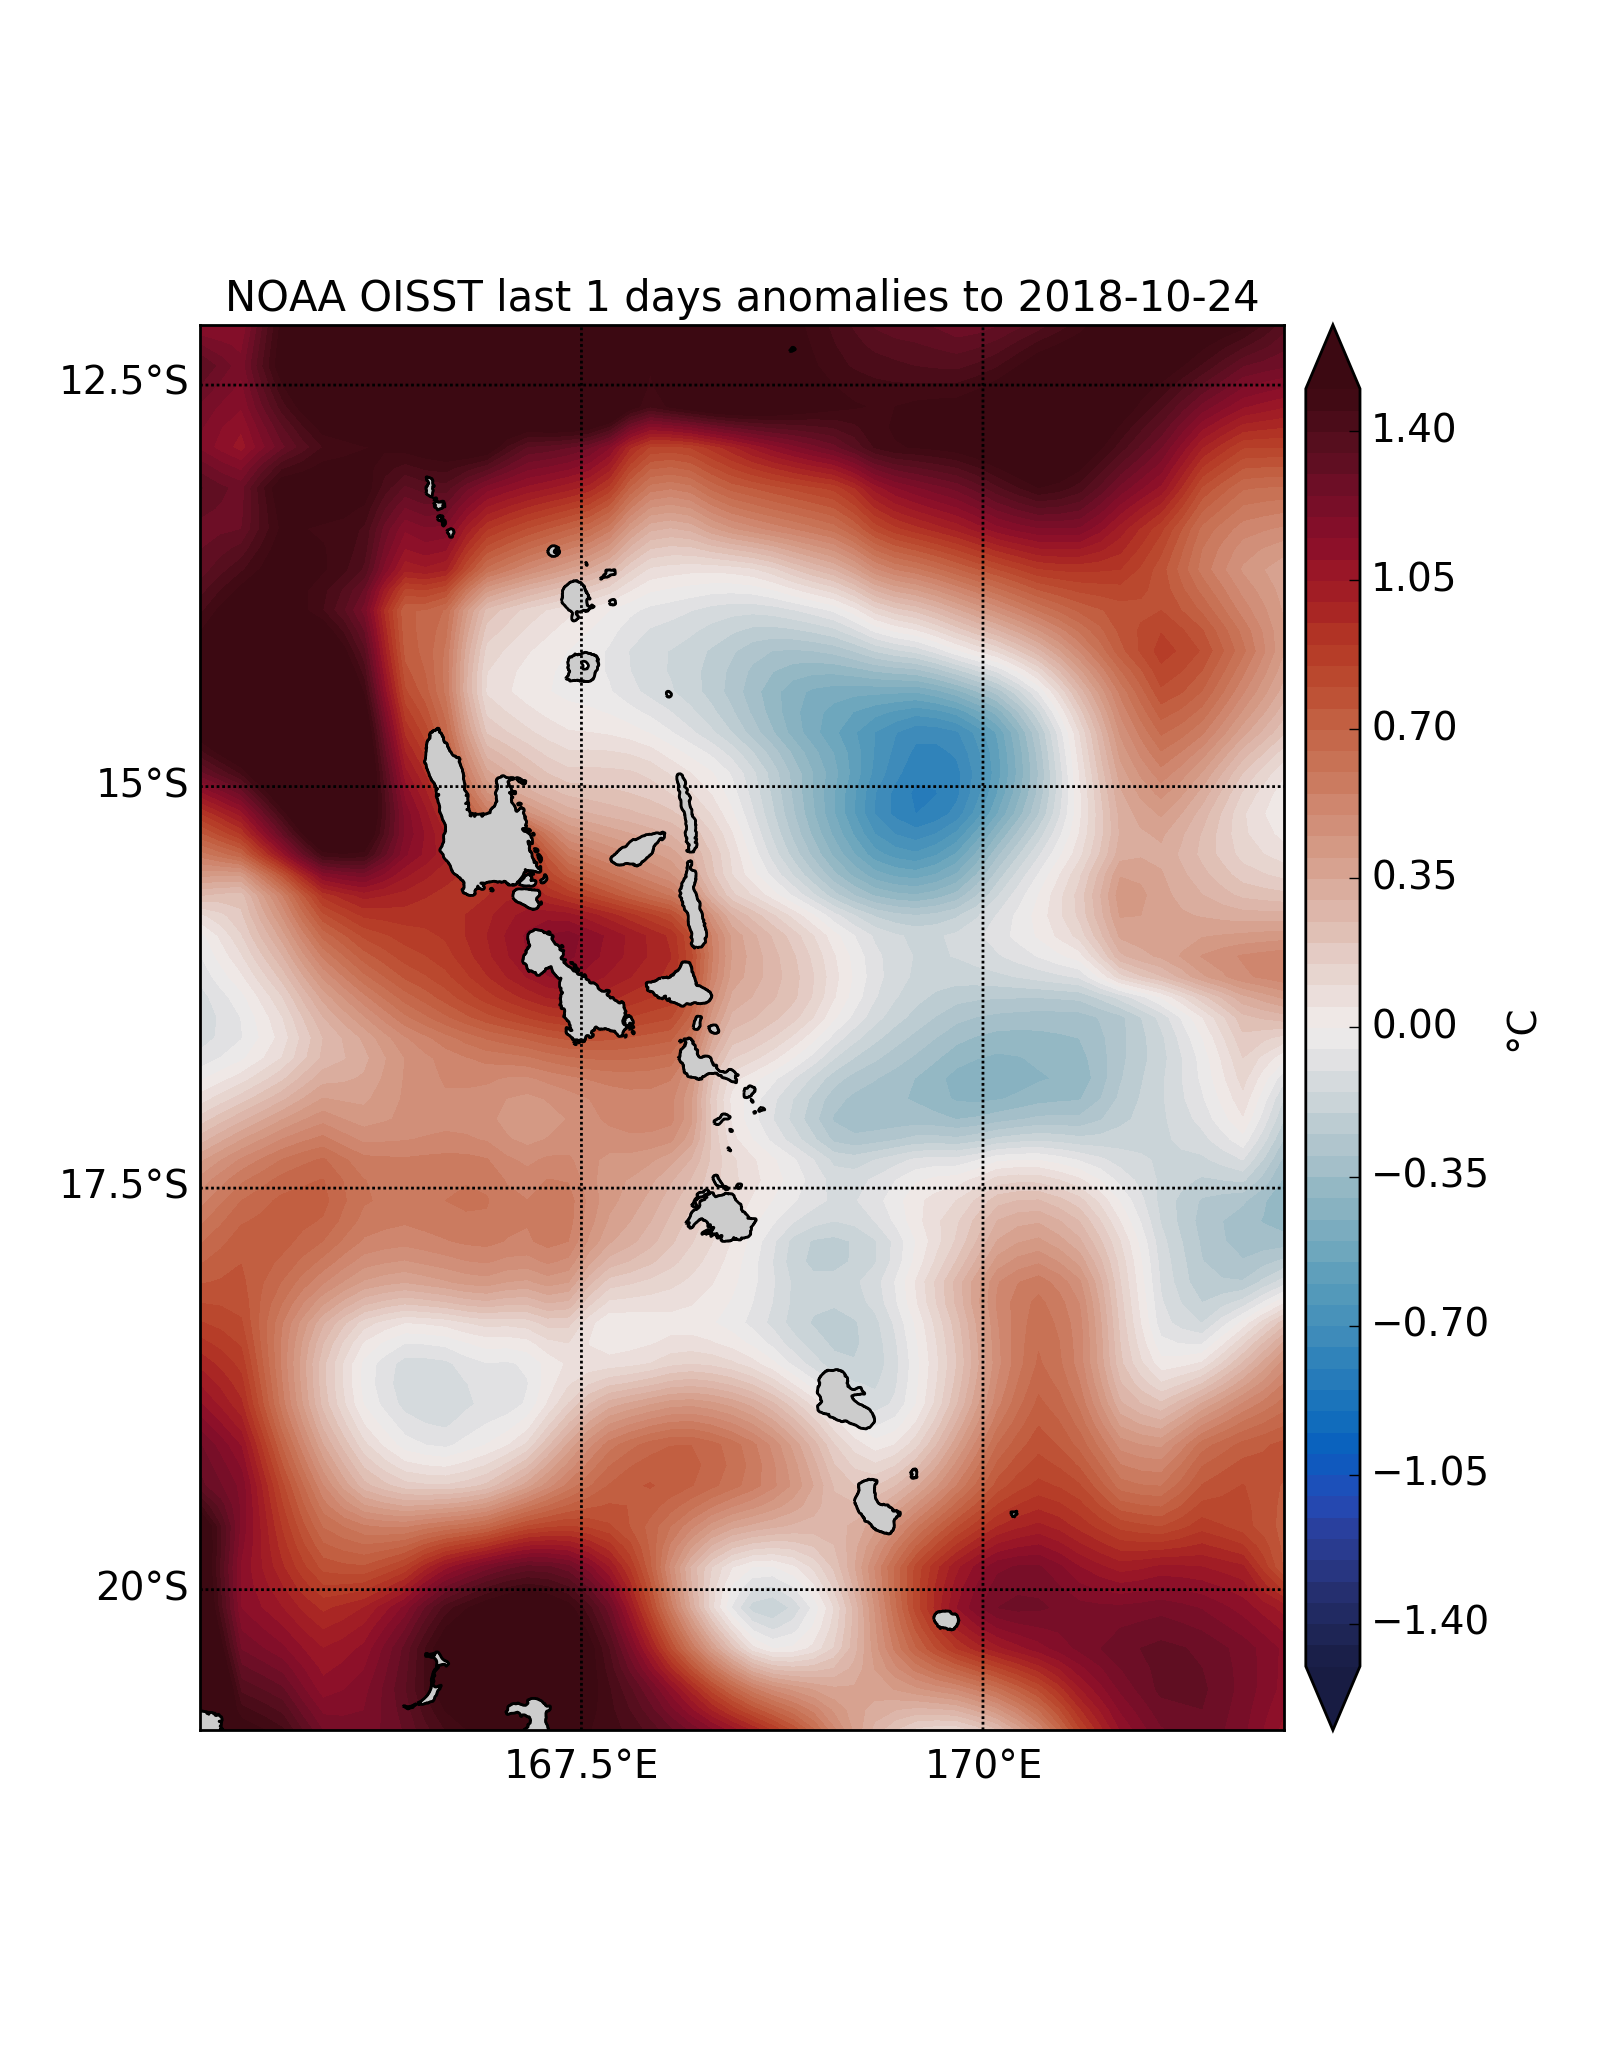 NOAA OISST last 1 days anomalies to 2018-10-24
12.5°S
15°S
17.5°S
20°S
167.5°E
170°E
1.40
1.05
0.70
0.35
0.00
−0.35
−0.70
−1.05
−1.40
°C